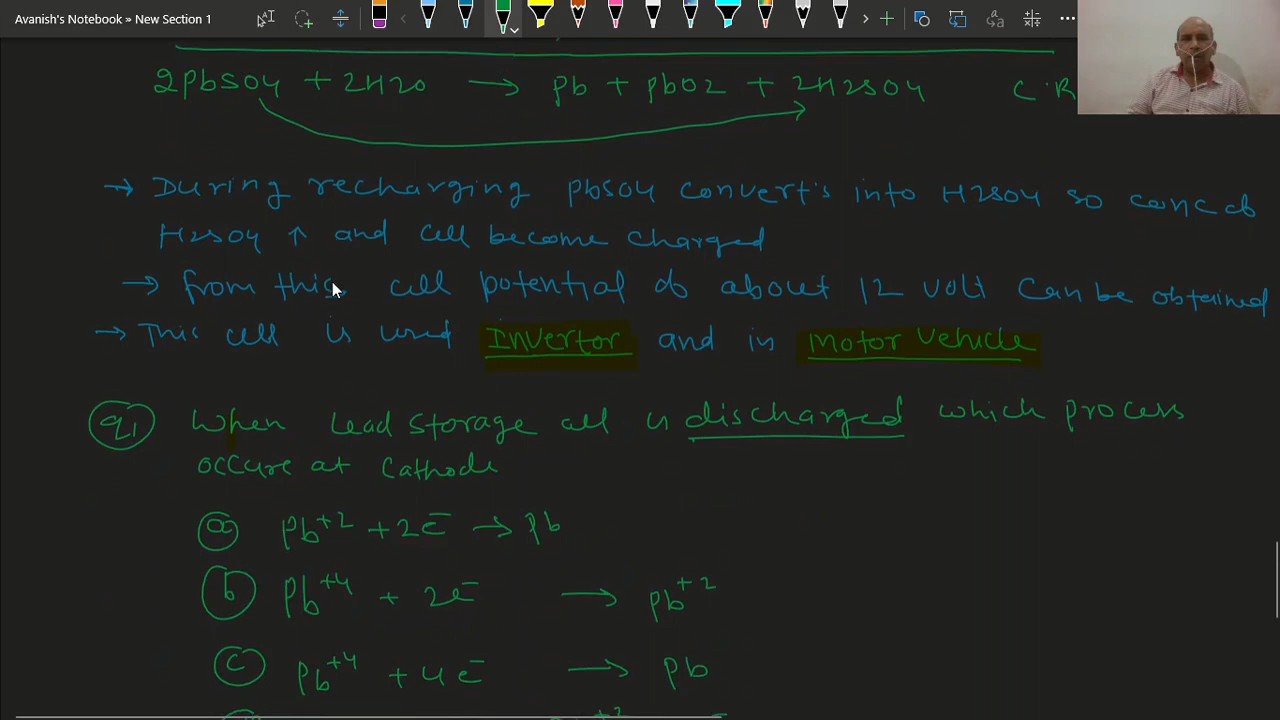 Avanish's Notebook » New Section 1
2PbSO4 + 2H2O → Pb + PbO2 + 2H2SO4 C.R
→ During recharging PbSO4 convert's into H2SO4 so conc of
H2SO4 ↑ and cell become charged
→ from this cell potential of about 12 volt can be obtained
→ This cell is used Invertor and in Motor Vehicle
q1 When Lead storage cell is discharged which process
occure at cathode
a Pb+2 + 2e- → Pb
b Pb+4 + 2e- → Pb+2
c Pb+4 + 4e- → Pb